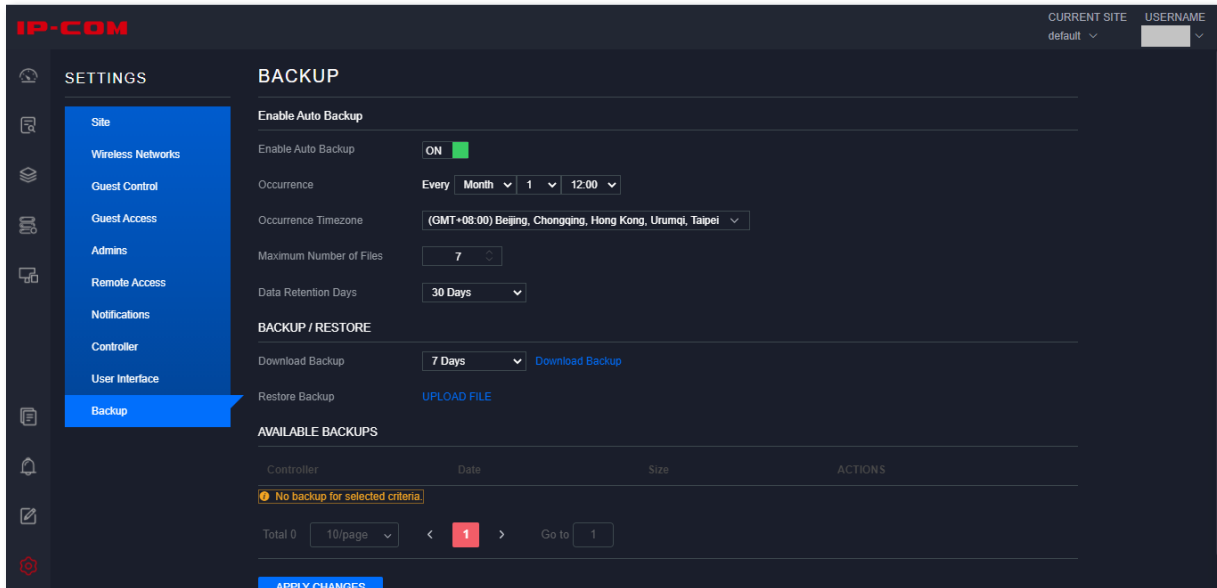 IP-COM
CURRENT SITE USERNAME
default
SETTINGS
Site
Wireless Networks
Guest Control
Guest Access
Admins
Remote Access
Notifications
Controller
User Interface
Backup
BACKUP
Enable Auto Backup
Enable Auto Backup ON
Occurrence Every Month 1 12:00
Occurrence Timezone (GMT+08:00) Beijing, Chongqing, Hong Kong, Urumqi, Taipei
Maximum Number of Files 7
Data Retention Days 30 Days
BACKUP / RESTORE
Download Backup 7 Days Download Backup
Restore Backup UPLOAD FILE
AVAILABLE BACKUPS
Controller Date Size ACTIONS
No backup for selected criteria.
Total 0 10/page 1 Go to 1
APPLY CHANGES